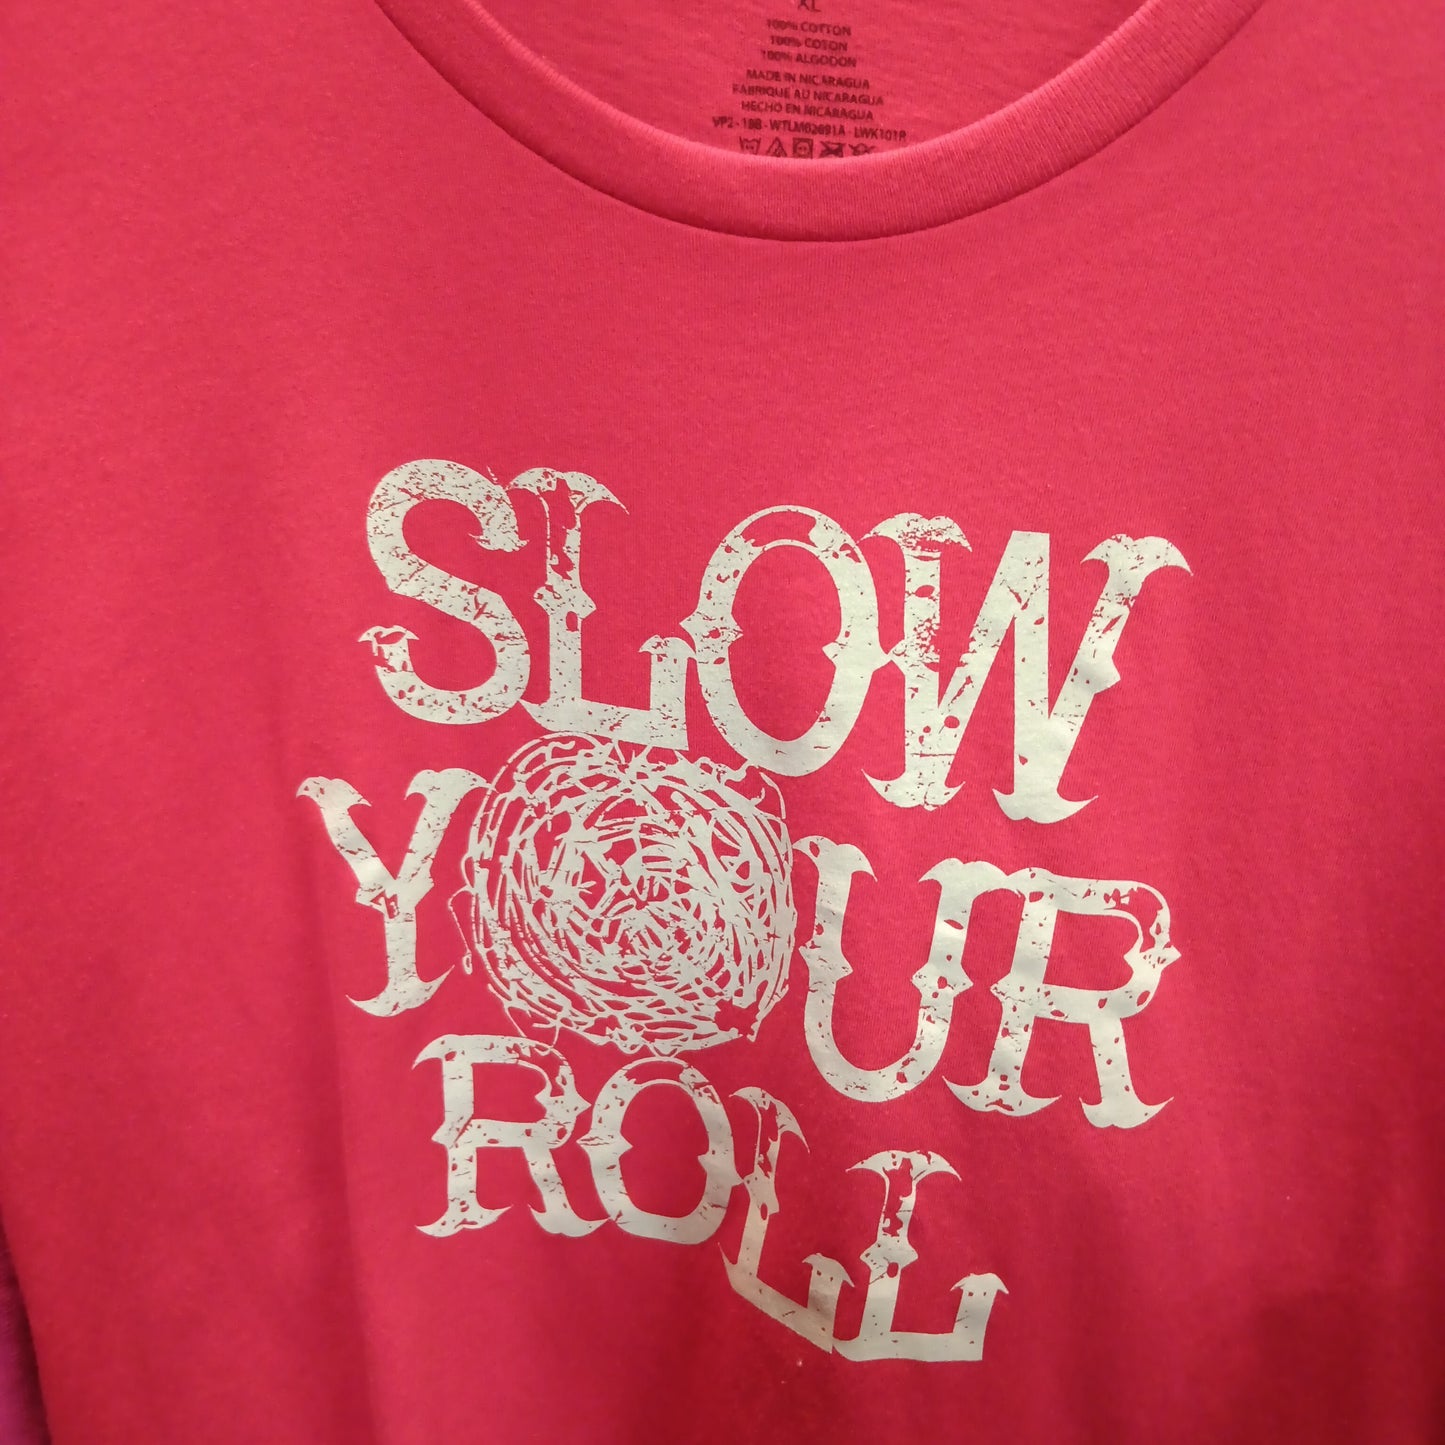 XL
100% COTTON
100% COTON
100% ALGODON
MADE IN NICARAGUA
FABRIQUE AU NICARAGUA
HECHO EN NICARAGUA
SLOW
YOUR
ROLL